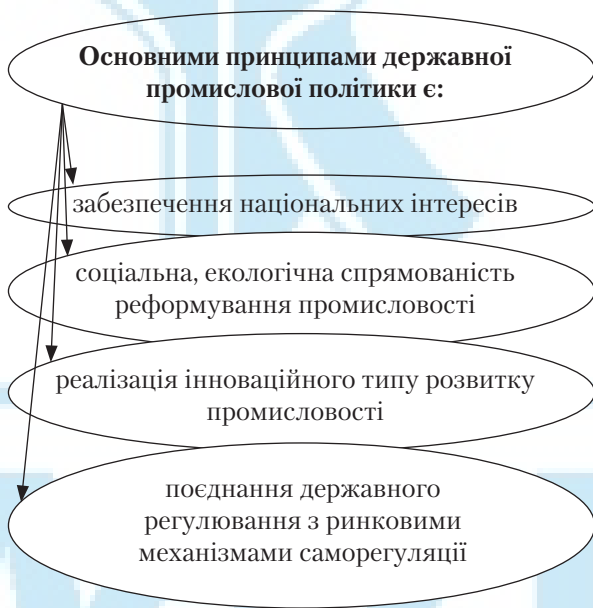 Основними принципами державної
промислової політики є:
забезпечення національних інтересів
соціальна, екологічна спрямованість
реформування промисловості
реалізація інноваційного типу розвитку
промисловості
поєднання державного
регулювання з ринковими
механізмами саморегуляції